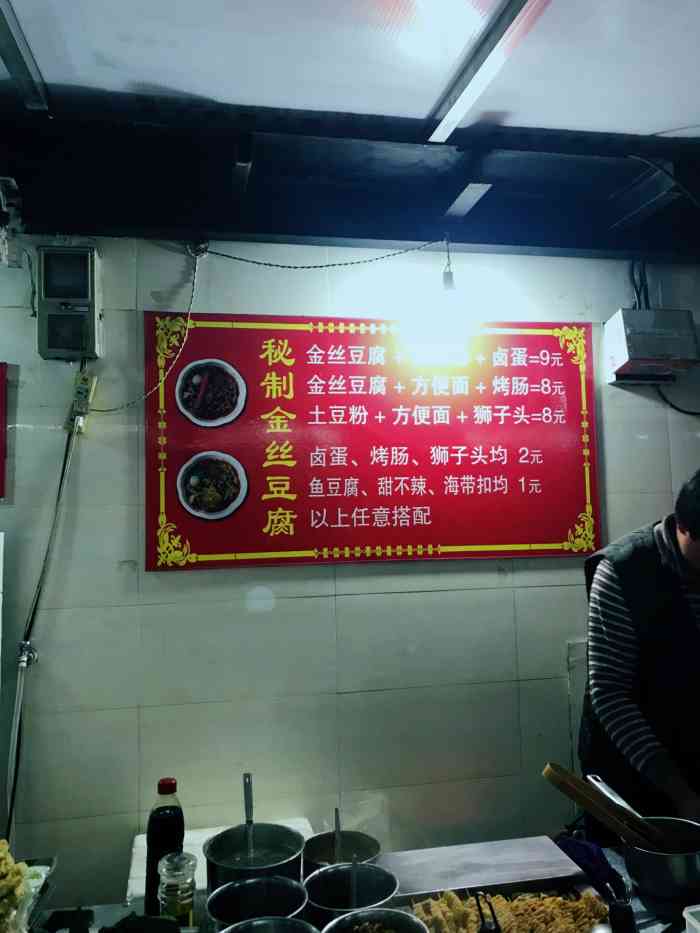 秘制金丝豆腐
金丝豆腐 + + 卤蛋=9元
金丝豆腐 + 方便面 + 烤肠=8元
土豆粉 + 方便面 + 狮子头=8元
卤蛋、烤肠、狮子头均 2元
鱼豆腐、甜不辣、海带扣均 1元
以上任意搭配